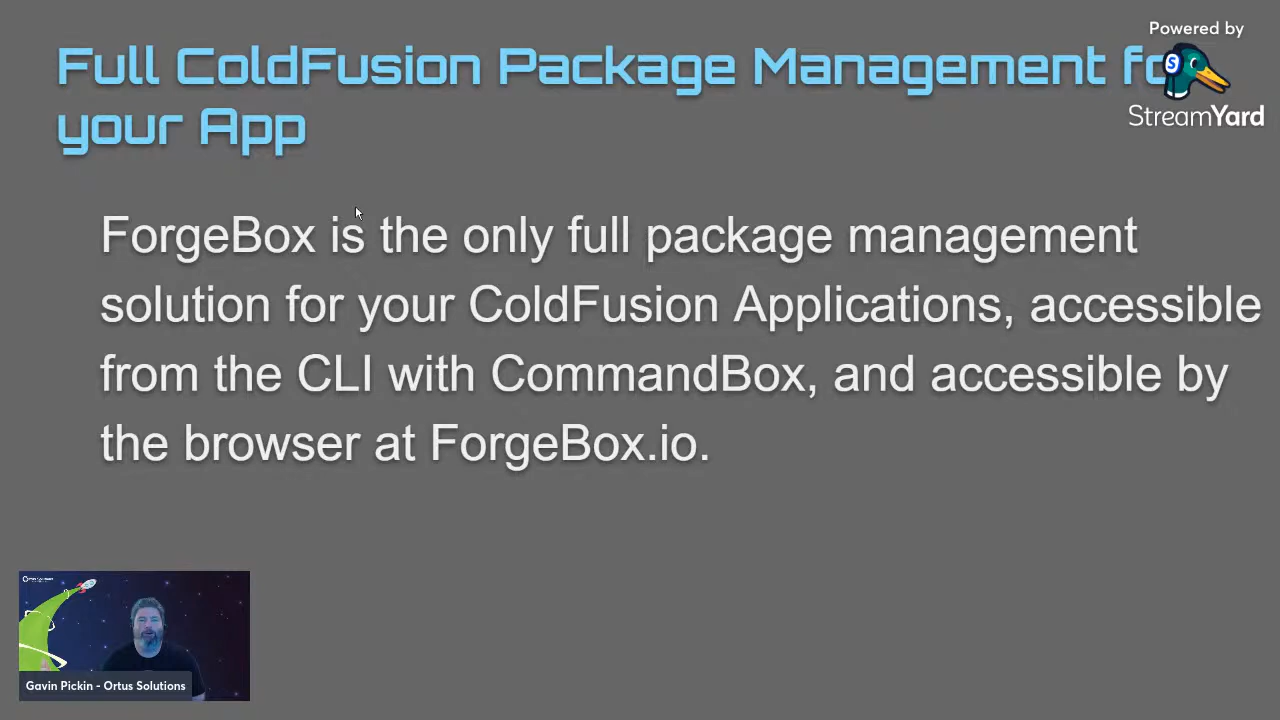 Powered by
StreamYard
Full ColdFusion Package Management fo
your App
ForgeBox is the only full package management
solution for your ColdFusion Applications, accessible
from the CLI with CommandBox, and accessible by
the browser at ForgeBox.io.
Gavin Pickin - Ortus Solutions